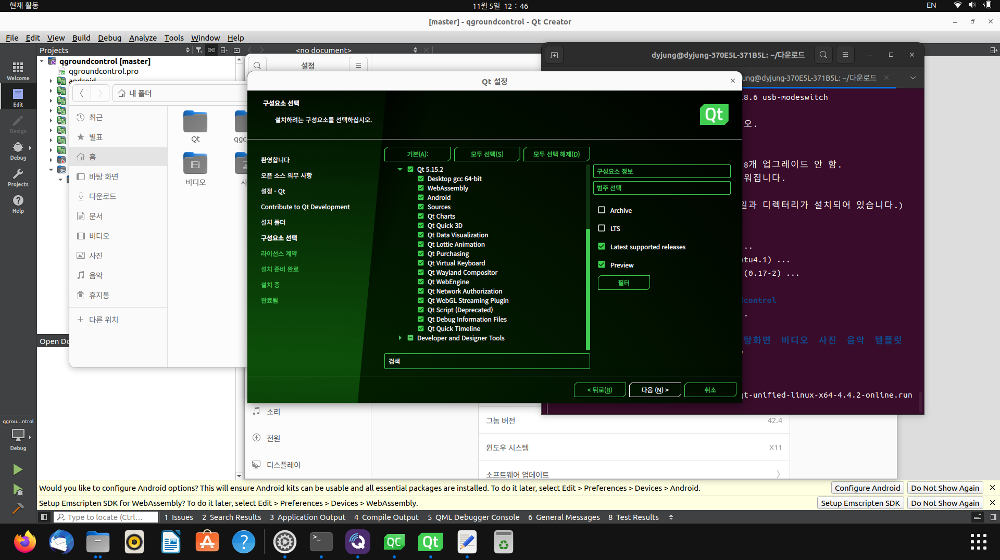 현재 활동
11월 5일 12 : 46
EN
[master] - qgroundcontrol - Qt Creator
File Edit View Build Debug Analyze Tools Window Help
Projects
<no document>
qgroundcontrol [master]
qgroundcontrol.pro
android
Welcome
Edit
Design
Debug
Projects
Help
내 폴더
최근
별표
홈
바탕 화면
다운로드
문서
비디오
사진
음악
휴지통
다른 위치
Qt
qgc
비디오
사
Open Do
설정
소리
전원
디스플레이
그놈 버전 42.4
윈도우 시스템 X11
소프트웨어 업데이트
dyjung@dyjung-370E5L-371B5L: ~/다운로드
ung@dyjung-370E5L-371B5L: ~/다운로드
8.6 usb-modeswitch
오.
8개 업그레이드 안 함.
워집니다.
일과 디렉터리가 설치되어 있습니다.)
..
tu4.1) ...
(0.17-2) ...
control
.
탕화면 비디오 사진 음악 템플릿
qt-unified-linux-x64-4.4.2-online.run
Qt 설정
구성요소 선택
설치하려는 구성요소를 선택하십시오.
Qt
환영합니다
오픈 소스 의무 사항
설정 - Qt
Contribute to Qt Development
설치 폴더
구성요소 선택
라이선스 계약
설치 준비 완료
설치 중
완료됨
기본(A):
모두 선택(S)
모두 선택 해제(D)
Qt 5.15.2
Desktop gcc 64-bit
WebAssembly
Android
Sources
Qt Charts
Qt Quick 3D
Qt Data Visualization
Qt Lottie Animation
Qt Purchasing
Qt Virtual Keyboard
Qt Wayland Compositor
Qt WebEngine
Qt Network Authorization
Qt WebGL Streaming Plugin
Qt Script (Deprecated)
Qt Debug Information Files
Qt Quick Timeline
Developer and Designer Tools
검색
구성요소 정보
범주 선택
Archive
LTS
Latest supported releases
Preview
필터
< 뒤로(B)
다음 (N) >
취소
qgrou...ntrol
Debug
Would you like to configure Android options? This will ensure Android kits can be usable and all essential packages are installed. To do it later, select Edit > Preferences > Devices > Android.
Configure Android
Do Not Show Again
Setup Emscripten SDK for WebAssembly? To do it later, select Edit > Preferences > Devices > WebAssembly.
Setup Emscripten SDK
Do Not Show Again
Type to locate (Ctrl...
1 Issues 2 Search Results 3 Application Output 4 Compile Output 5 QML Debugger Console 6 General Messages 8 Test Results
QC
Qt